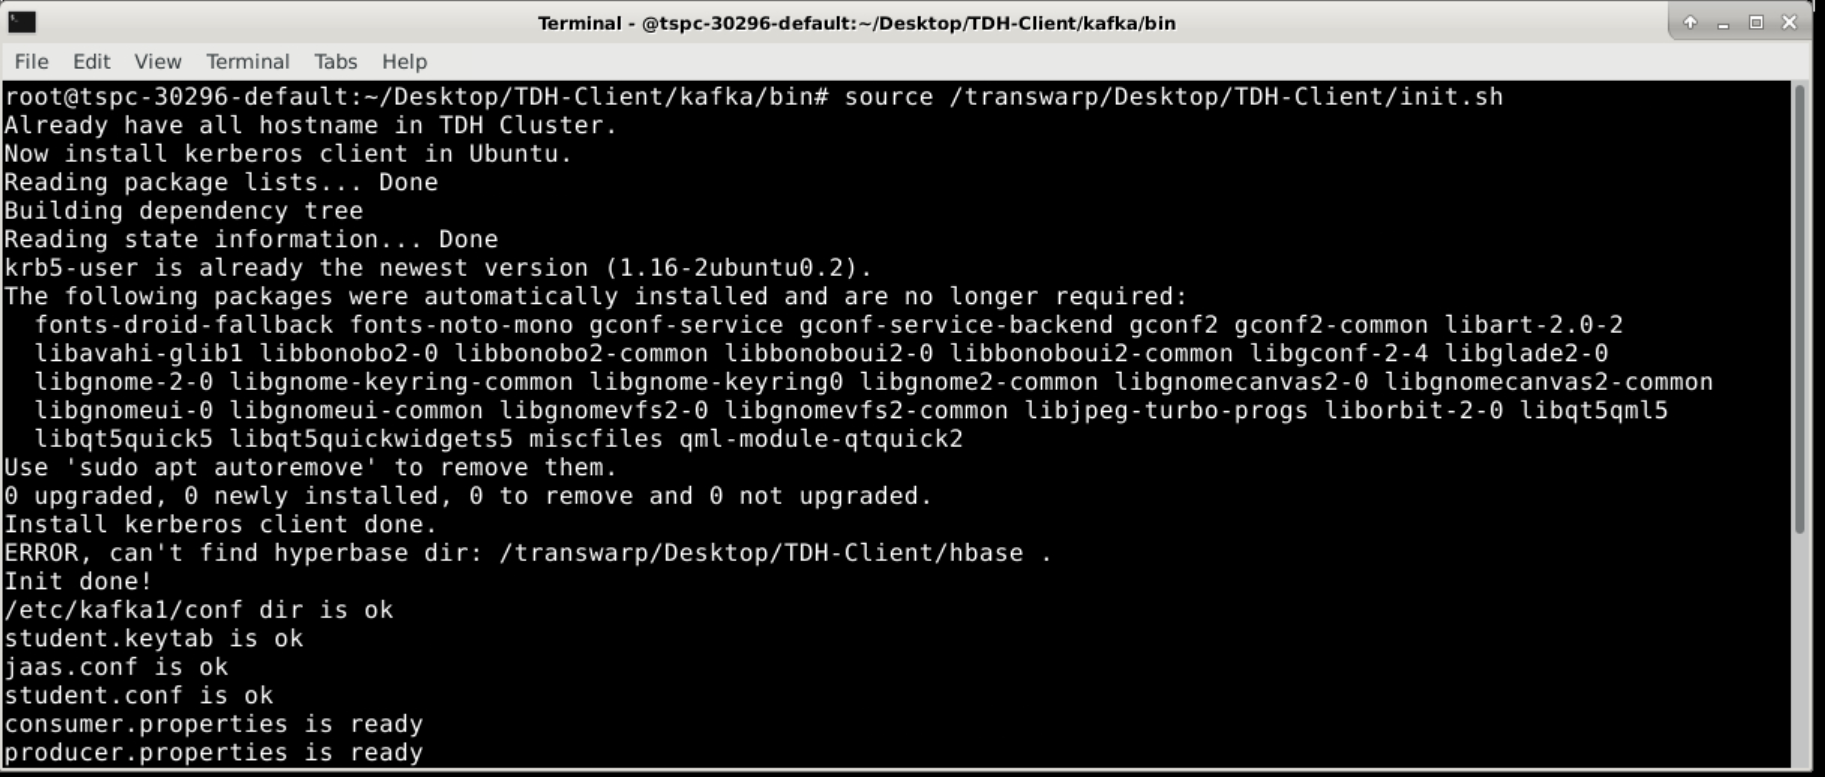 Terminal - @tspc-30296-default:~/Desktop/TDH-Client/kafka/bin
File Edit View Terminal Tabs Help
root@tspc-30296-default:~/Desktop/TDH-Client/kafka/bin# source /transwarp/Desktop/TDH-Client/init.sh
Already have all hostname in TDH Cluster.
Now install kerberos client in Ubuntu.
Reading package lists... Done
Building dependency tree
Reading state information... Done
krb5-user is already the newest version (1.16-2ubuntu0.2).
The following packages were automatically installed and are no longer required:
  fonts-droid-fallback fonts-noto-mono gconf-service gconf-service-backend gconf2 gconf2-common libart-2.0-2
  libavahi-glib1 libbonobo2-0 libbonobo2-common libbonoboui2-0 libbonoboui2-common libgconf-2-4 libglade2-0
  libgnome-2-0 libgnome-keyring-common libgnome-keyring0 libgnome2-common libgnomecanvas2-0 libgnomecanvas2-common
  libgnomeui-0 libgnomeui-common libgnomevfs2-0 libgnomevfs2-common libjpeg-turbo-progs liborbit-2-0 libqt5qml5
  libqt5quick5 libqt5quickwidgets5 miscfiles qml-module-qtquick2
Use 'sudo apt autoremove' to remove them.
0 upgraded, 0 newly installed, 0 to remove and 0 not upgraded.
Install kerberos client done.
ERROR, can't find hyperbase dir: /transwarp/Desktop/TDH-Client/hbase .
Init done!
/etc/kafka1/conf dir is ok
student.keytab is ok
jaas.conf is ok
student.conf is ok
consumer.properties is ready
producer.properties is ready